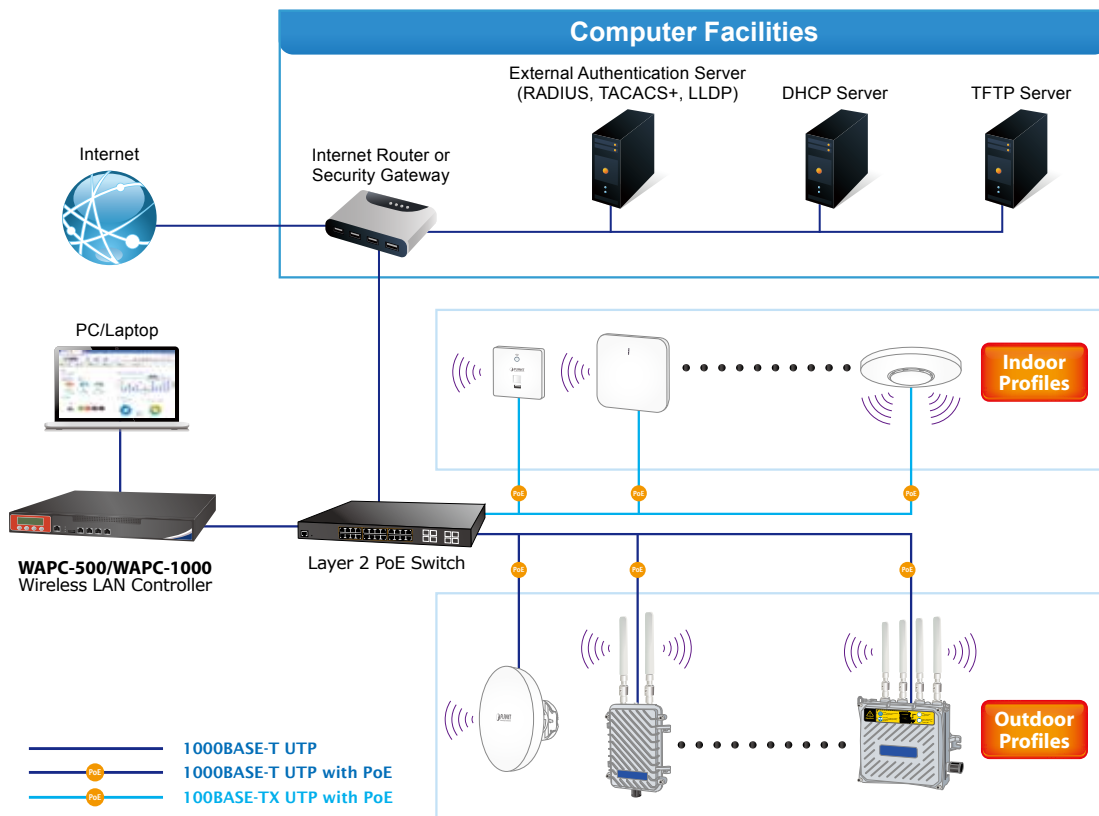 Computer Facilities
External Authentication Server
(RADIUS, TACACS+, LLDP)
DHCP Server
TFTP Server
Internet
Internet Router or
Security Gateway
PC/Laptop
PLANET
Indoor
Profiles
PoE
PoE
PoE
WAPC-500/WAPC-1000
Wireless LAN Controller
Layer 2 PoE Switch
PoE
PoE
PoE
PLANET
Outdoor
Profiles
1000BASE-T UTP
PoE
1000BASE-T UTP with PoE
PoE
100BASE-TX UTP with PoE